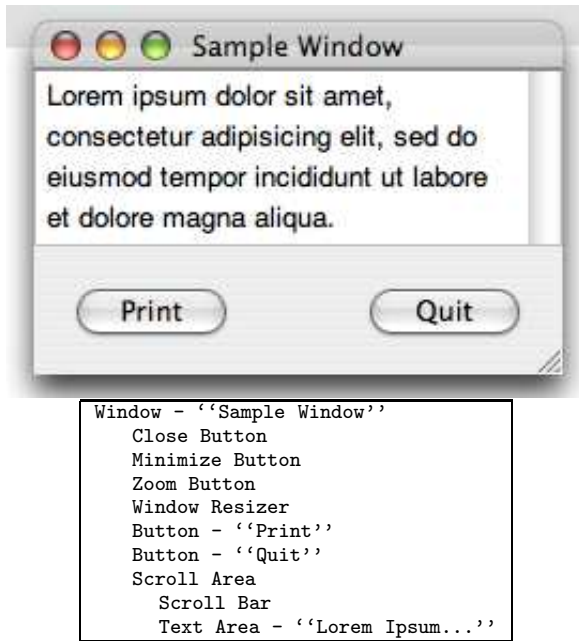 Sample Window
Lorem ipsum dolor sit amet,
consectetur adipisicing elit, sed do
eiusmod tempor incididunt ut labore
et dolore magna aliqua.
Print Quit
Window - ‘‘Sample Window’’
Close Button
Minimize Button
Zoom Button
Window Resizer
Button - ‘‘Print’’
Button - ‘‘Quit’’
Scroll Area
Scroll Bar
Text Area - ‘‘Lorem Ipsum...’’